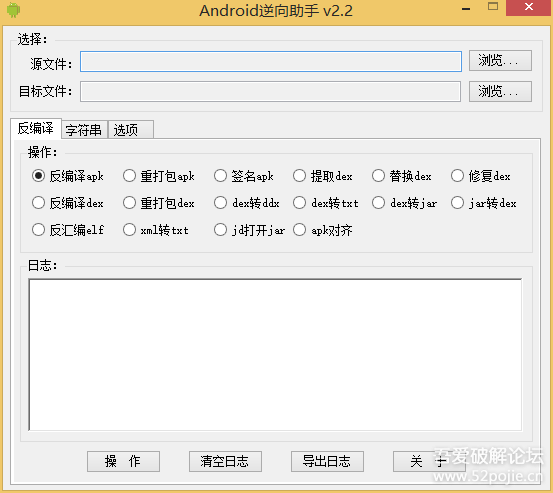 Android逆向助手 v2.2
选择:
源文件:
浏览...
目标文件:
浏览...
反编译 字符串 选项
操作:
反编译apk 重打包apk 签名apk 提取dex 替换dex 修复dex
反编译dex 重打包dex dex转ddx dex转txt dex转jar jar转dex
反汇编elf xml转txt jd打开jar apk对齐
日志:
操 作 清空日志 导出日志 关 于
吾爱破解论坛
www.52pojie.cn